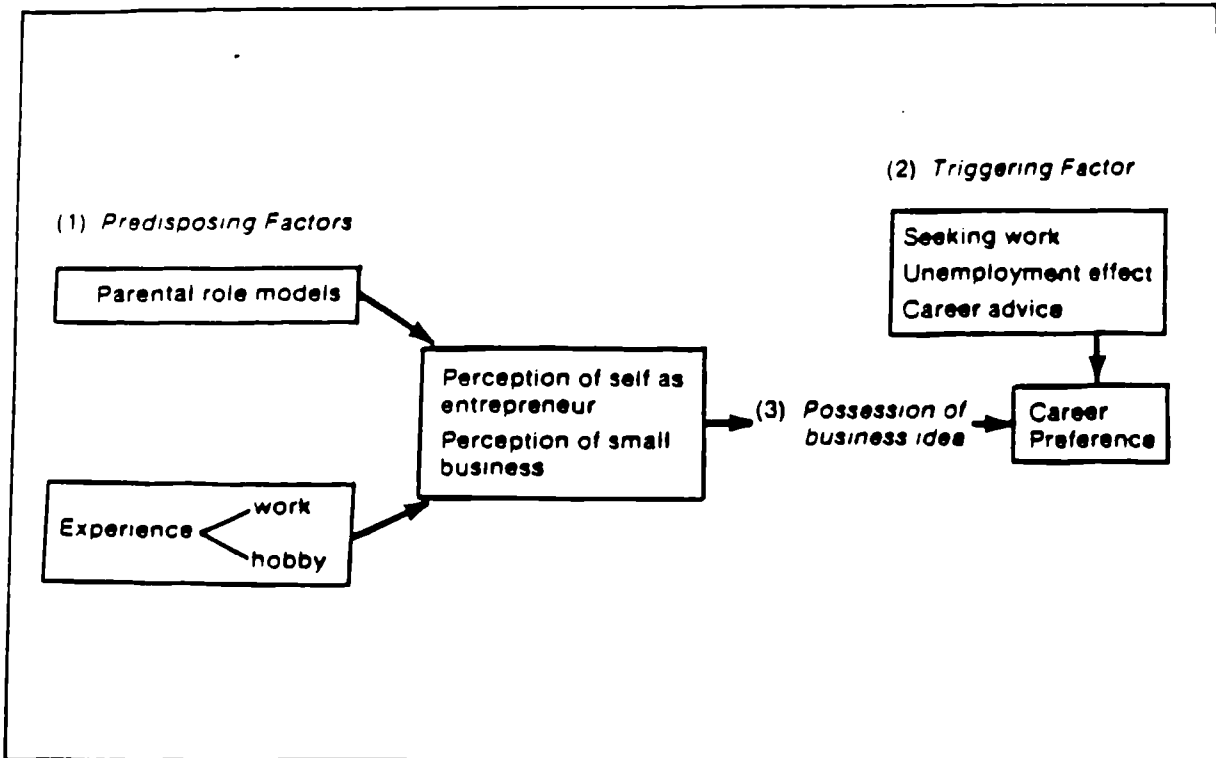 (1) Predisposing Factors
Parental role models
Experience
work
hobby
Perception of self as
entrepreneur
Perception of small
business
(3) Possession of
business idea
(2) Triggering Factor
Seeking work
Unemployment effect
Career advice
Career
Preference